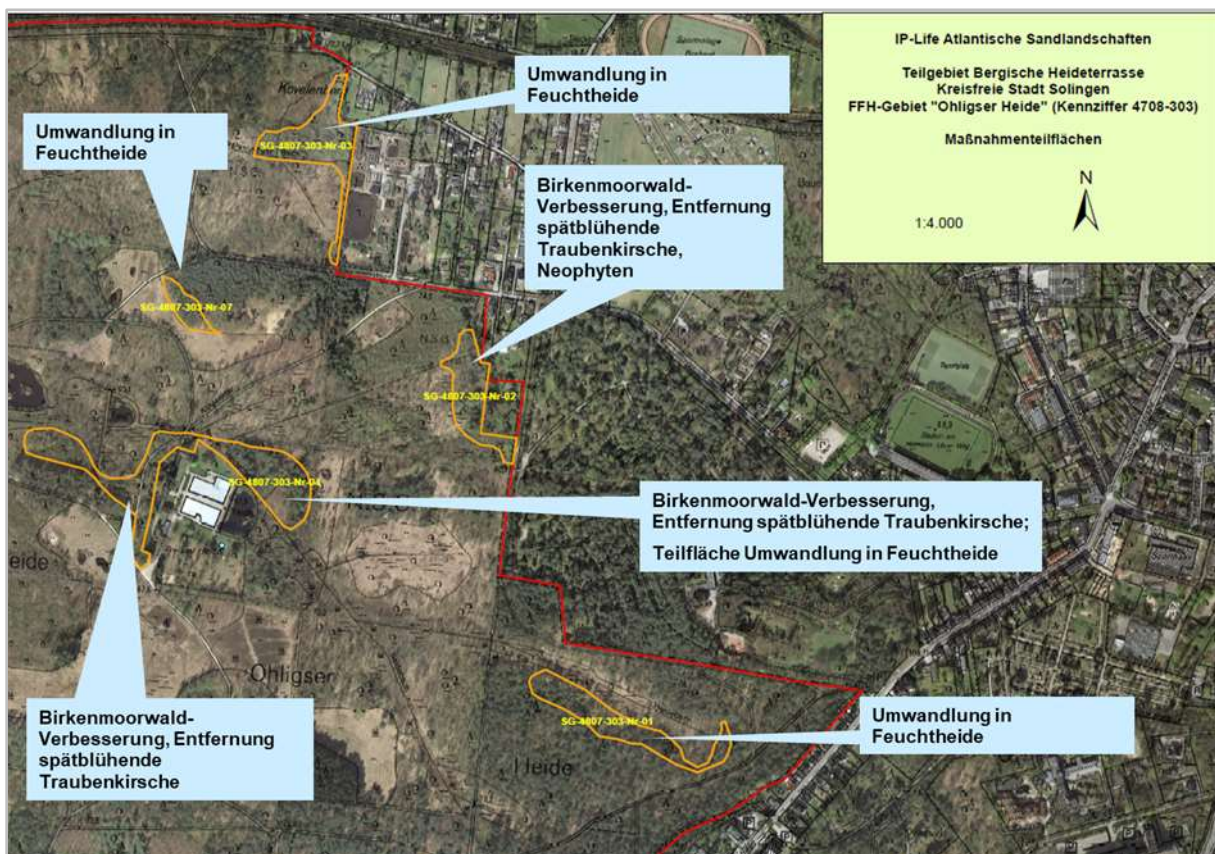 IP-Life Atlantische Sandlandschaften
Teilgebiet Bergische Heideterrasse
Kreisfreie Stadt Solingen
FFH-Gebiet "Ohligser Heide" (Kennziffer 4708-303)
Maßnahmenteilflächen
N
1:4.000
Umwandlung in
Feuchtheide
Kovelenberg
SG-4807-303-Nr-03
Umwandlung in
Feuchtheide
Birkenmoorwald-
Verbesserung, Entfernung
spätblühende
Traubenkirsche,
Neophyten
SG-4807-303-Nr-07
N.S.G.
SG-4807-303-Nr-02
Sportplatz
SG-4807-303-Nr-04
Birkenmoorwald-Verbesserung,
Entfernung spätblühende Traubenkirsche;
Teilfläche Umwandlung in Feuchtheide
eide
Ohligser
Birkenmoorwald-
Verbesserung, Entfernung
spätblühende
Traubenkirsche
SG-4807-303-Nr-01
Umwandlung in
Feuchtheide
Heide